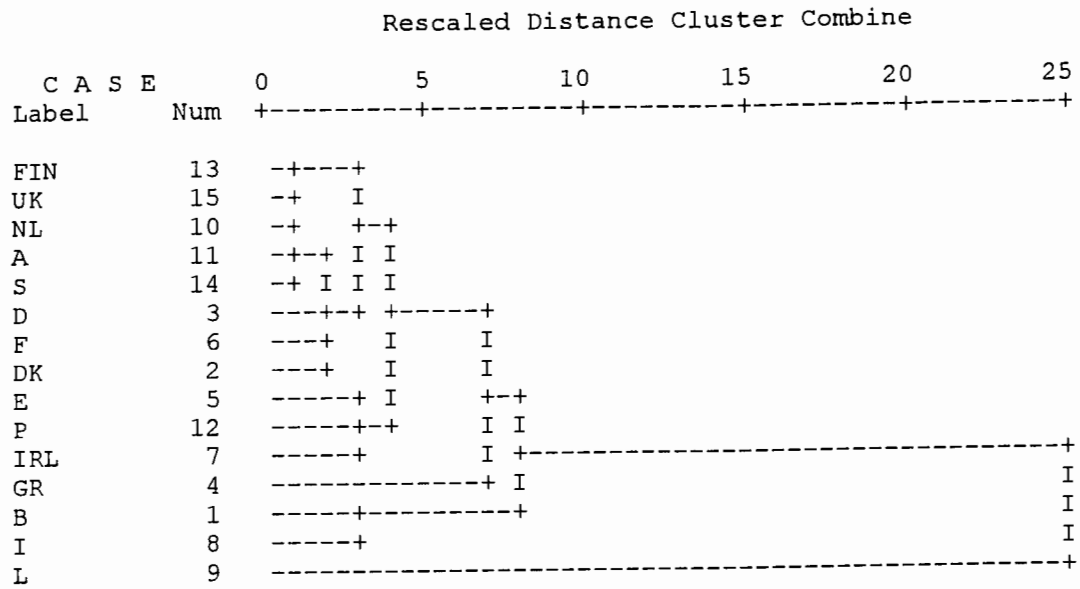 Rescaled Distance Cluster Combine
C A S E 0 5 10 15 20 25
Label Num +---------+---------+---------+---------+---------+
FIN 13 -+----+
UK 15 -+ I
NL 10 -+ +-+
A 11 -+-+ I I
S 14 -+ I I I
D 3 ---+-+ +-----+
F 6 ---+ I I
DK 2 ---+ I I
E 5 -----+ I +-+
P 12 -----+-+ I I
IRL 7 -----+ I +---------------------------------+
GR 4 -------------+ I I
B 1 -----+---------+ I
I 8 -----+ I
L 9 -------------------------------------------------+